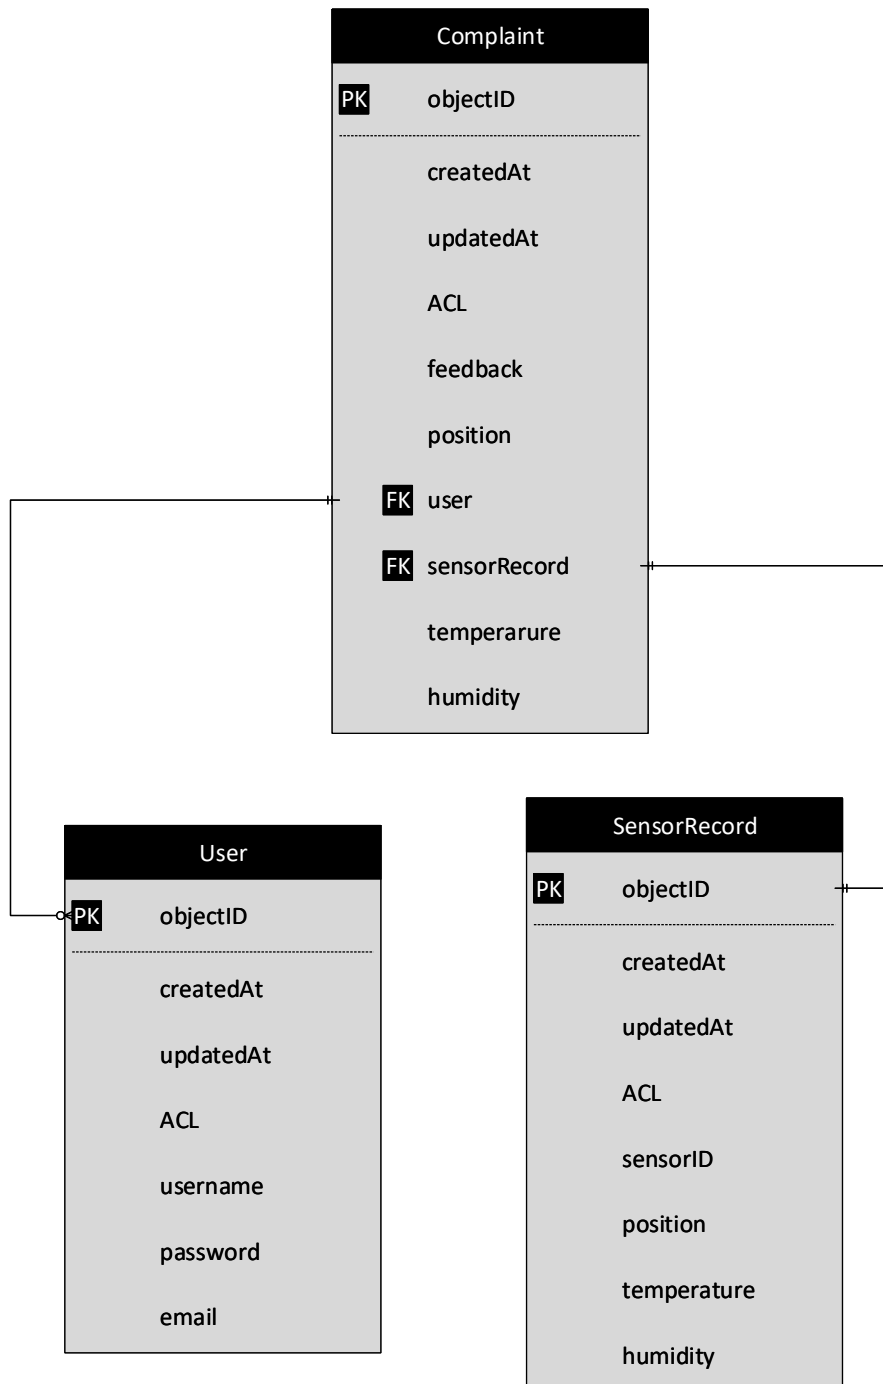 Complaint
PK objectID
createdAt
updatedAt
ACL
feedback
position
FK user
FK sensorRecord
temperarure
humidity
User
PK objectID
createdAt
updatedAt
ACL
username
password
email
SensorRecord
PK objectID
createdAt
updatedAt
ACL
sensorID
position
temperature
humidity